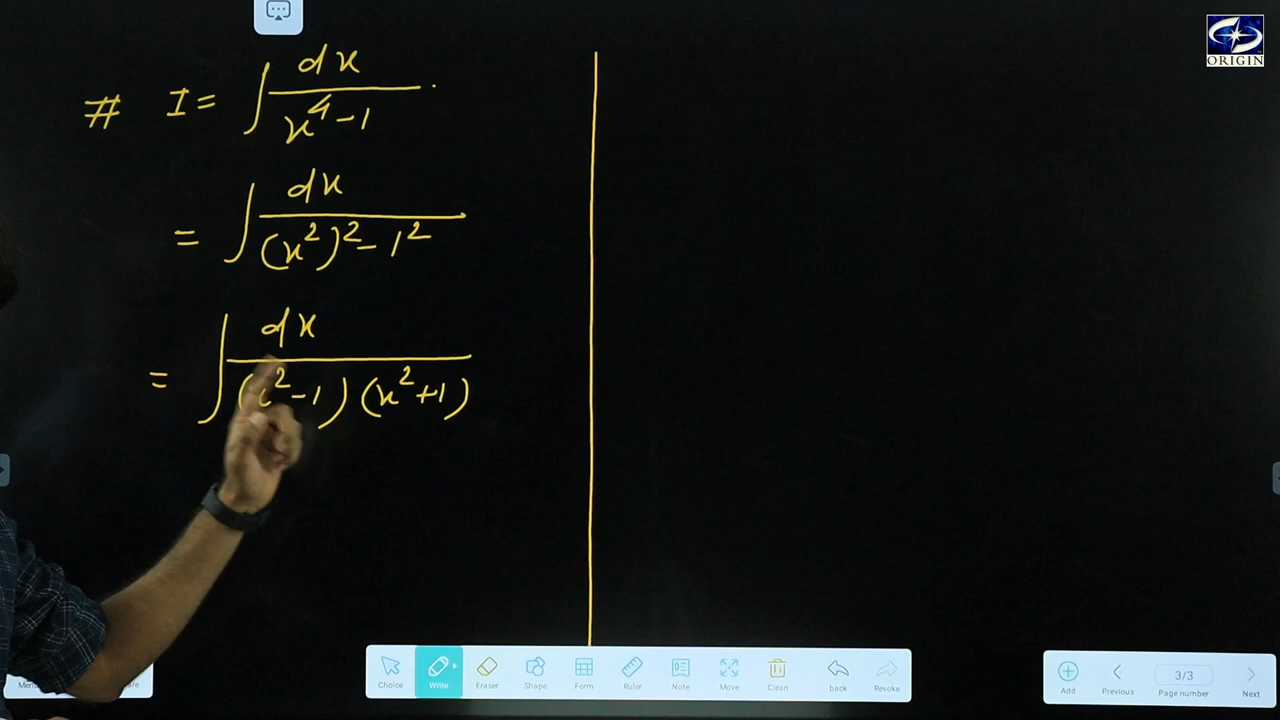 ORIGIN
# I = ∫ dx / (x⁴ - 1)
= ∫ dx / ((x²)² - 1²)
= ∫ dx / ((x² - 1)(x² + 1))
Choice Write Eraser Shape Form Ruler Note Move Clean back Revoke
Add Previous 3/3 Page number Next